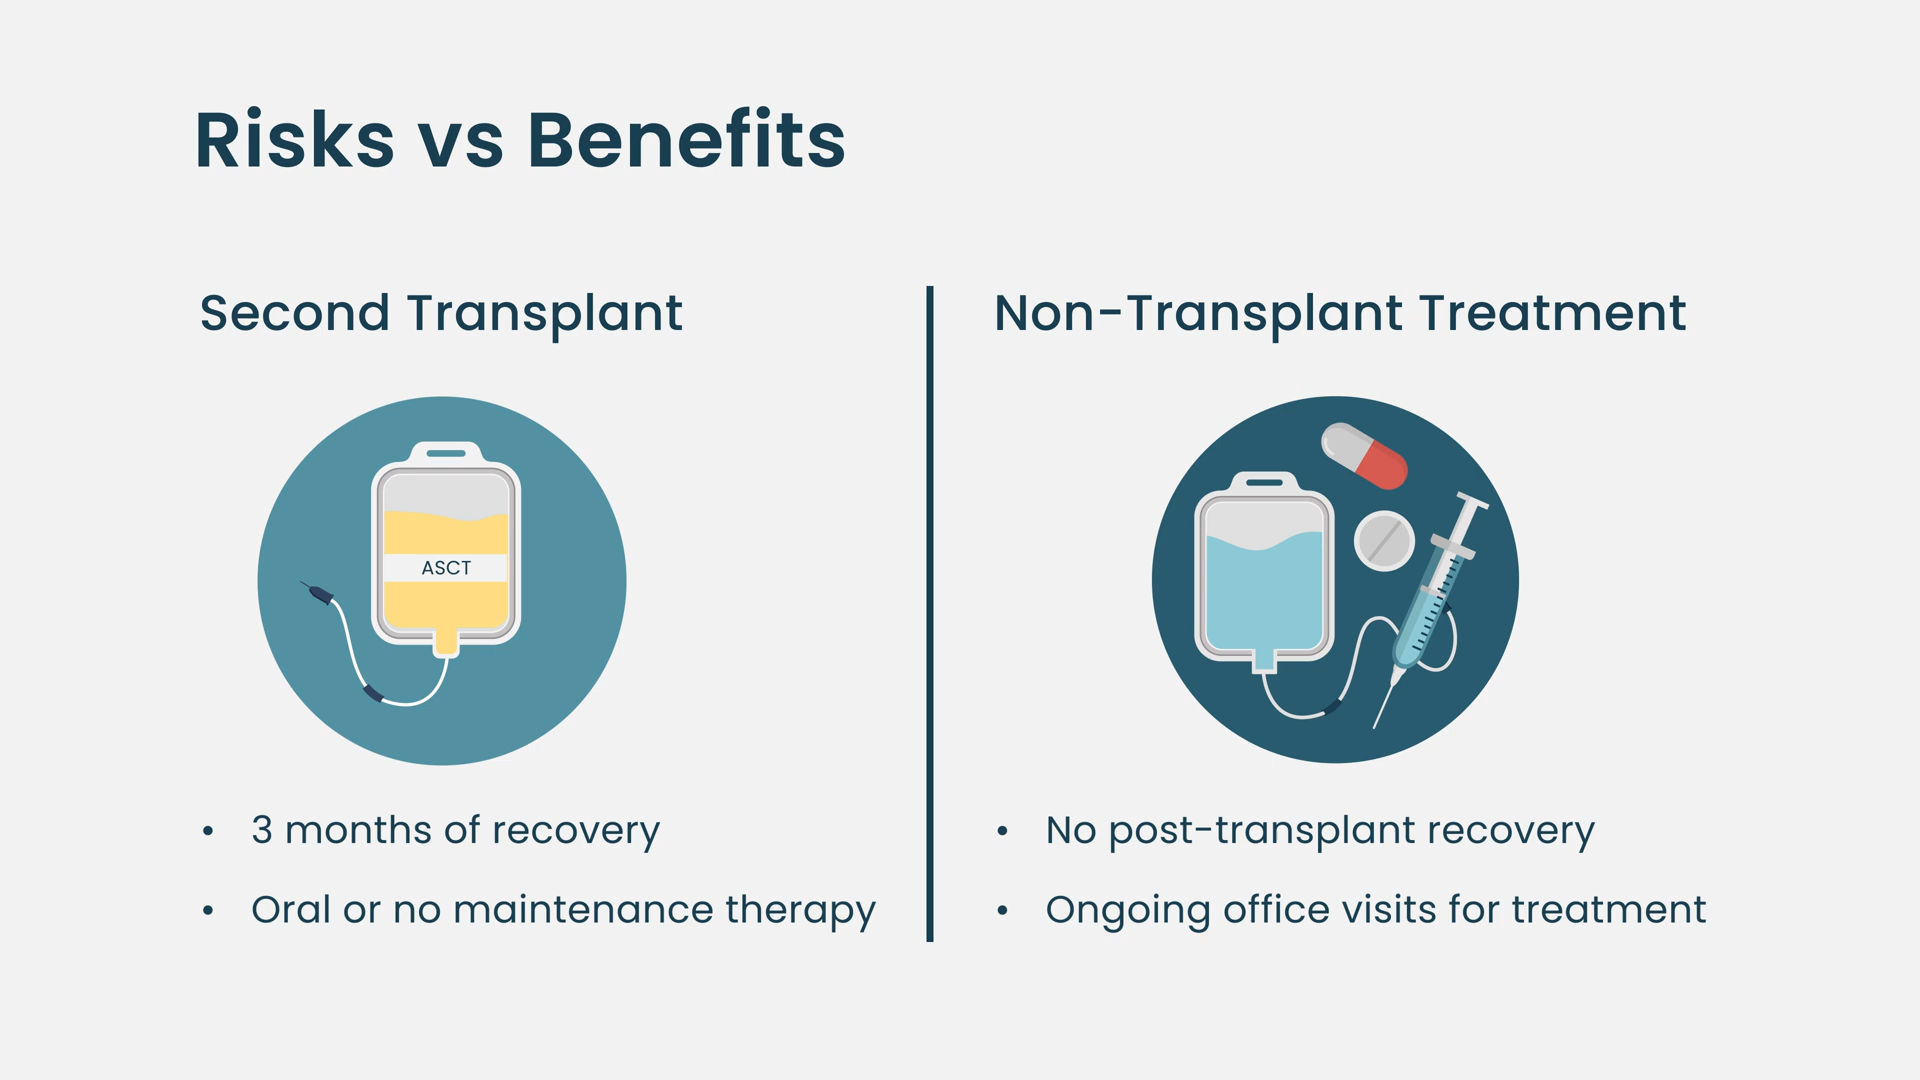 Risks vs Benefits
Second Transplant
ASCT
• 3 months of recovery
• Oral or no maintenance therapy
Non-Transplant Treatment
• No post-transplant recovery
• Ongoing office visits for treatment